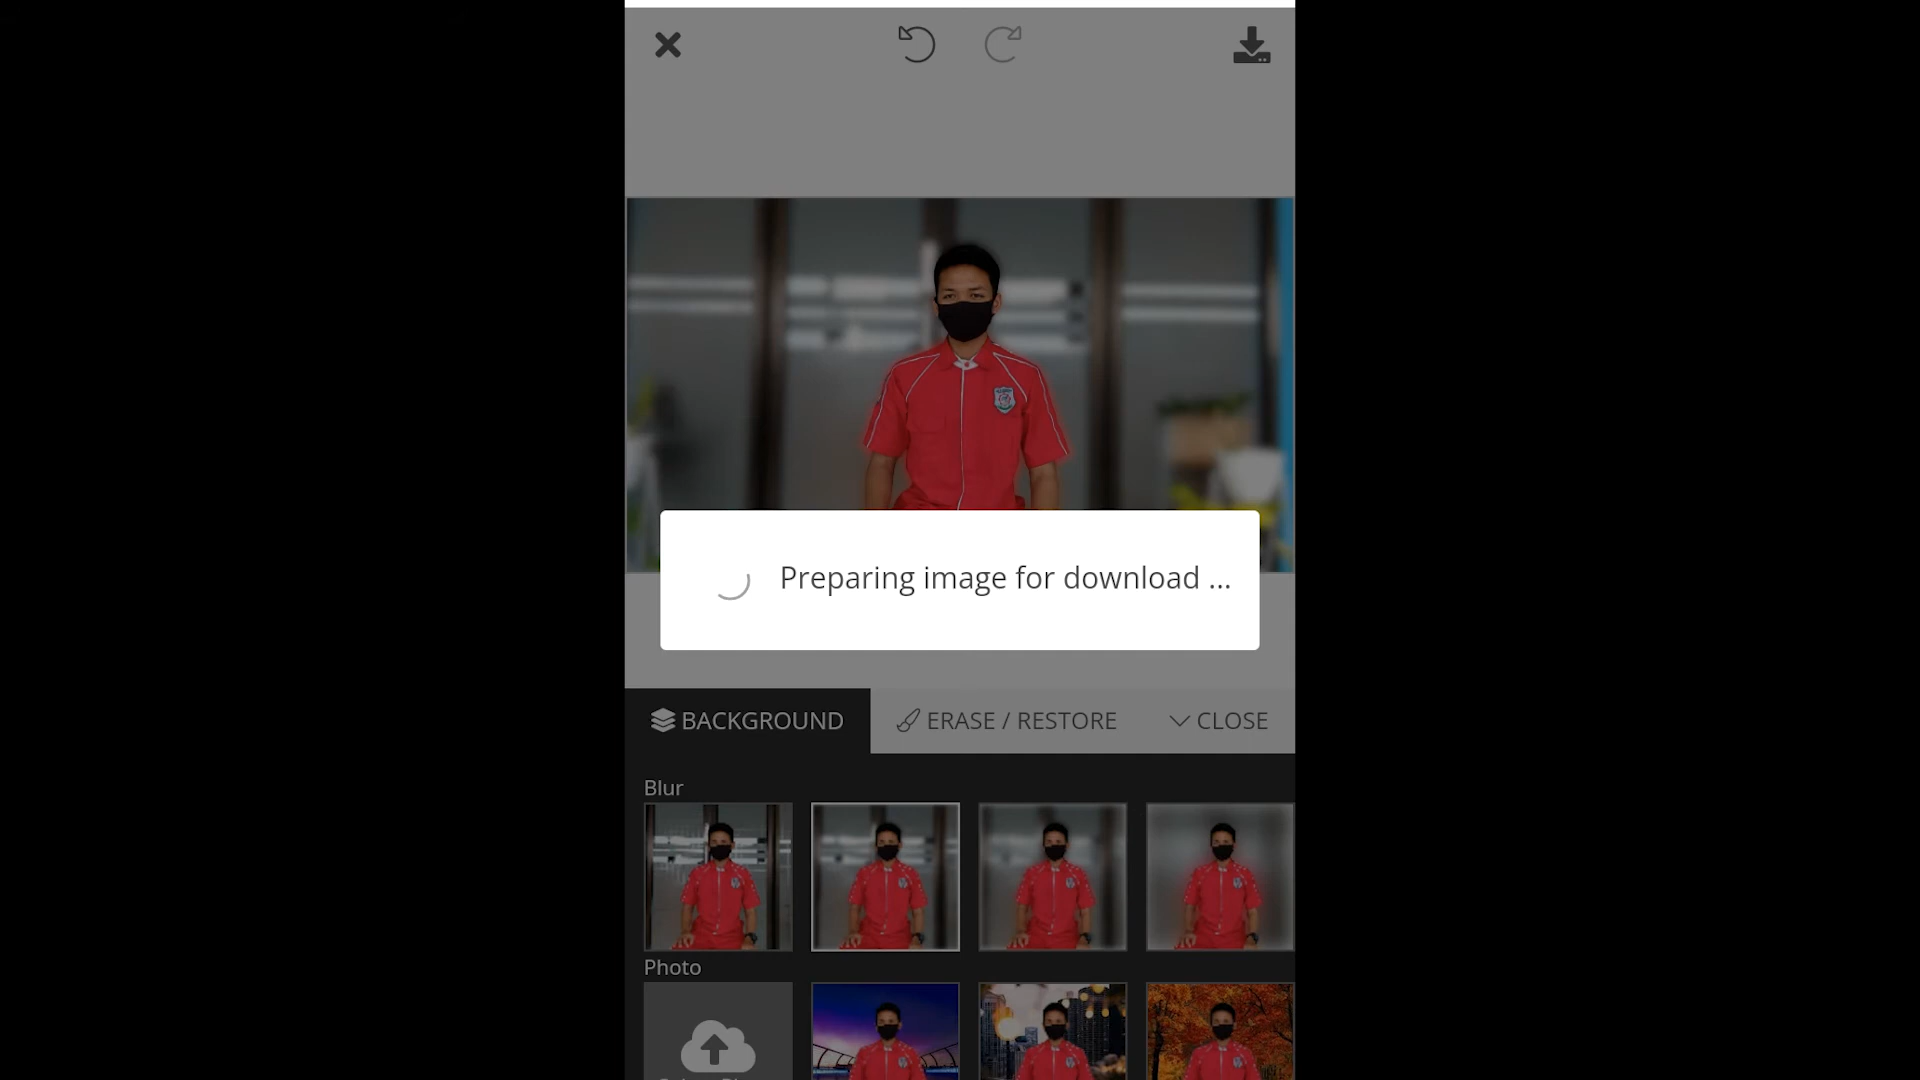 Preparing image for download ...
BACKGROUND
ERASE / RESTORE
CLOSE
Blur
Photo